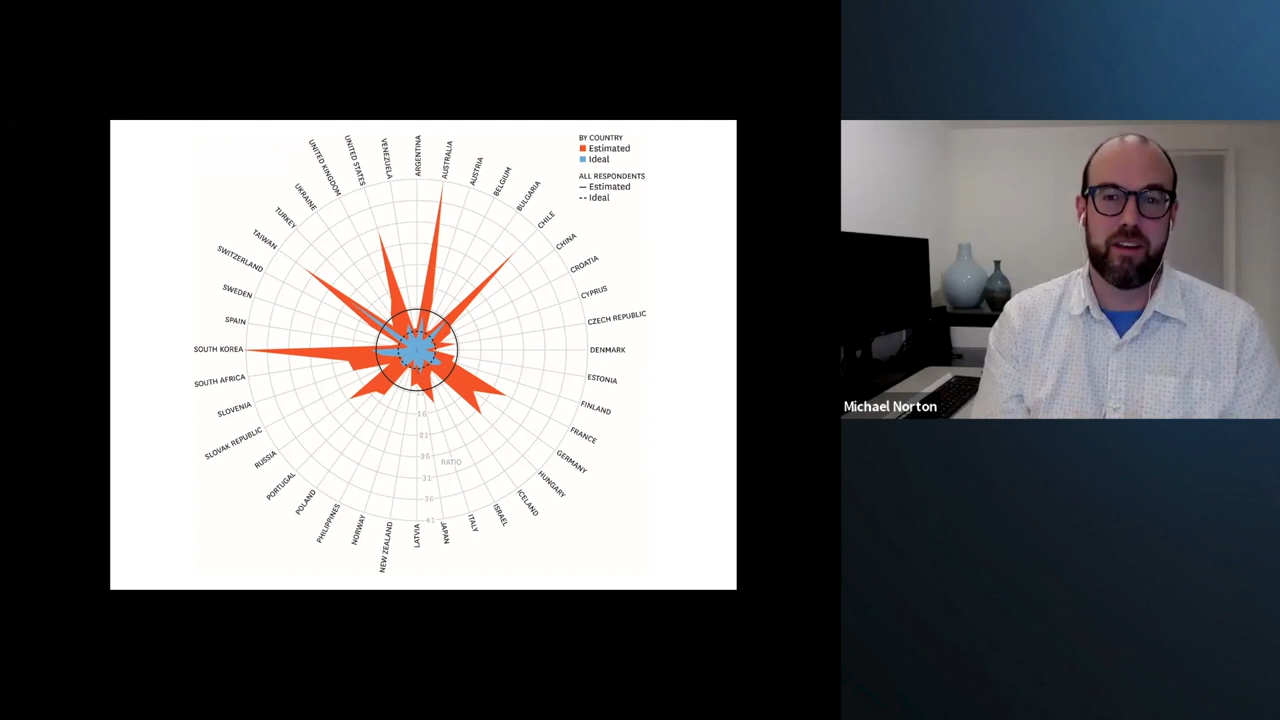 BY COUNTRY
Estimated
Ideal
ALL RESPONDENTS
Estimated
Ideal
ARGENTINA
AUSTRALIA
AUSTRIA
BELGIUM
BULGARIA
CHILE
CHINA
CROATIA
CYPRUS
CZECH REPUBLIC
DENMARK
ESTONIA
FINLAND
FRANCE
GERMANY
HUNGARY
ICELAND
ISRAEL
ITALY
JAPAN
LATVIA
NEW ZEALAND
NORWAY
PHILIPPINES
POLAND
PORTUGAL
RUSSIA
SLOVAK REPUBLIC
SLOVENIA
SOUTH AFRICA
SOUTH KOREA
SPAIN
SWEDEN
SWITZERLAND
TAIWAN
TURKEY
UKRAINE
UNITED KINGDOM
UNITED STATES
VENEZUELA
16
21
26
RATIO
31
36
41
Michael Norton